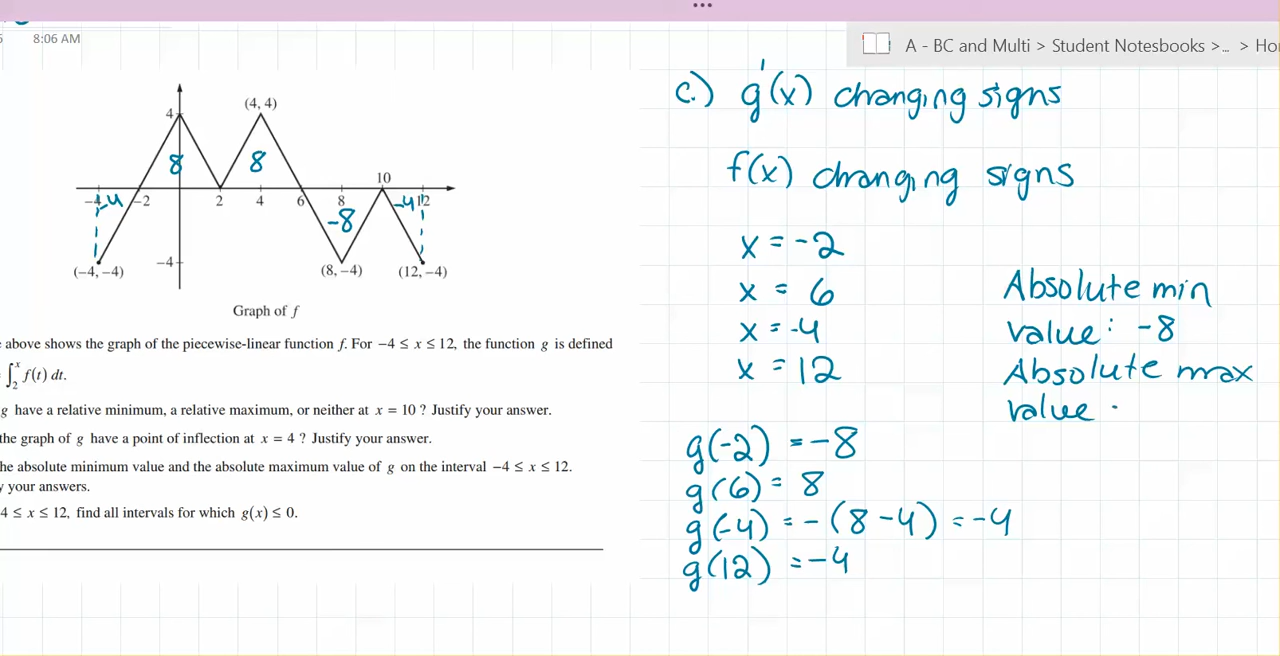 8:06 AM
A - BC and Multi > Student Notesbooks >... > Ho
(4, 4)
4
8
8
10
-4
-4
-2
2
4
6
8
-8
-4
12
-4
(-4, -4)
(8, -4)
(12, -4)
Graph of f
above shows the graph of the piecewise-linear function f. For −4 ≤ x ≤ 12, the function g is defined
∫₂ˣ f(t) dt.
g have a relative minimum, a relative maximum, or neither at x = 10 ? Justify your answer.
the graph of g have a point of inflection at x = 4 ? Justify your answer.
he absolute minimum value and the absolute maximum value of g on the interval −4 ≤ x ≤ 12.
y your answers.
4 ≤ x ≤ 12, find all intervals for which g(x) ≤ 0.
c.) g'(x) changing signs
f(x) changing signs
x = -2
x = 6
x = -4
x = 12
Absolute min
value: -8
Absolute max
value ·
g(-2) = -8
g(6) = 8
g(-4) = -(8-4) = -4
g(12) = -4